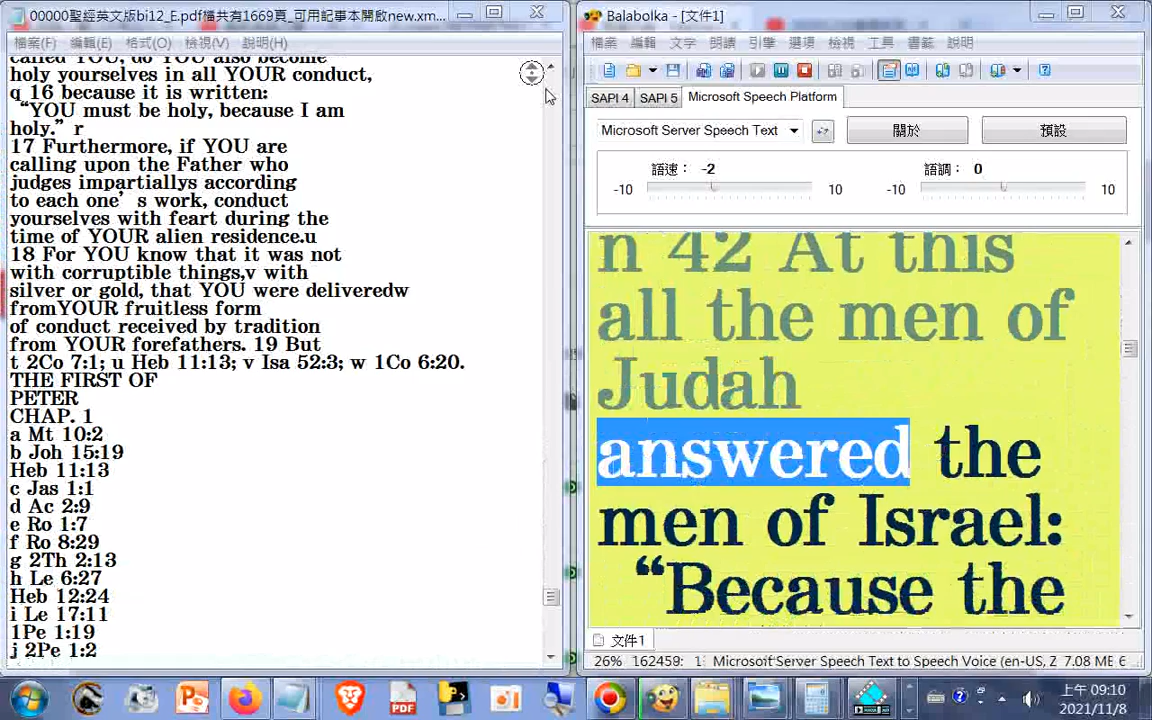 00000聖經英文版bi12_E.pdf檔共有1669頁_可用記事本開啟new.xm...
檔案(F) 編輯(E) 格式(O) 檢視(V) 說明(H)
called YOU, do YOU also become
holy yourselves in all YOUR conduct,
q 16 because it is written:
“YOU must be holy, because I am
holy.” r
17 Furthermore, if YOU are
calling upon the Father who
judges impartiallys according
to each one’s work, conduct
yourselves with feart during the
time of YOUR alien residence.u
18 For YOU know that it was not
with corruptible things,v with
silver or gold, that YOU were deliveredw
fromYOUR fruitless form
of conduct received by tradition
from YOUR forefathers. 19 But
t 2Co 7:1; u Heb 11:13; v Isa 52:3; w 1Co 6:20.
THE FIRST OF
PETER
CHAP. 1
a Mt 10:2
b Joh 15:19
Heb 11:13
c Jas 1:1
d Ac 2:9
e Ro 1:7
f Ro 8:29
g 2Th 2:13
h Le 6:27
Heb 12:24
i Le 17:11
1Pe 1:19
j 2Pe 1:2
Balabolka - [文件1]
檔案 編輯 文字 朗讀 引擎 選項 檢視 工具 書籤 說明
SAPI 4 SAPI 5 Microsoft Speech Platform
Microsoft Server Speech Text 關於 預設
語速: -2 語調: 0
-10 10 -10 10
n 42 At this
all the men of
Judah
answered the
men of Israel:
“Because the
文件1
26% 162459: 1 Microsoft Server Speech Text to Speech Voice (en-US, Z 7.08 MB 6
上午 09:10
2021/11/8